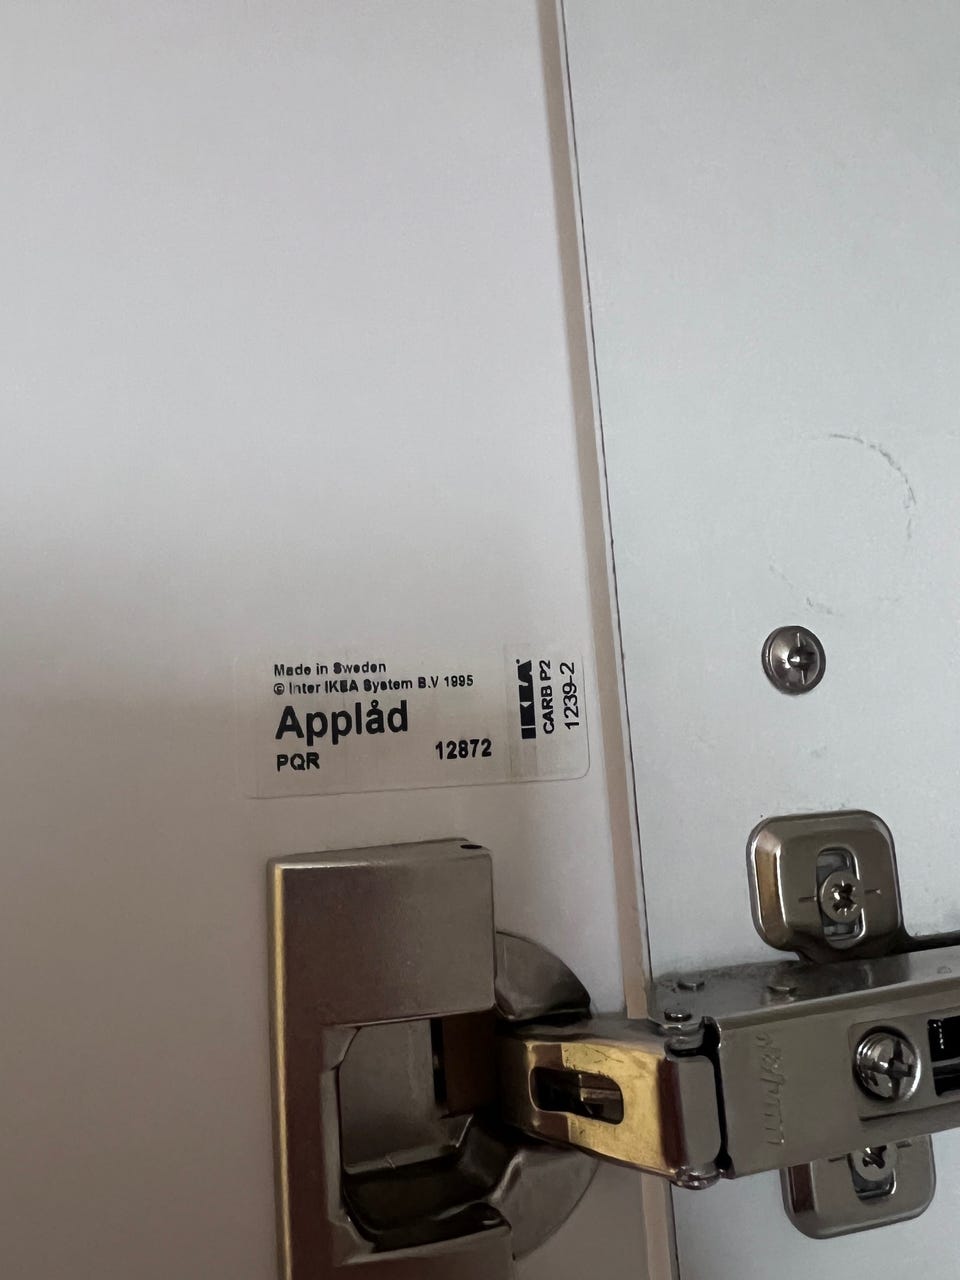 Made in Sweden
© Inter IKEA System B.V 1995
Applåd
PQR 12872
IKEA
CARB P2
1239-2